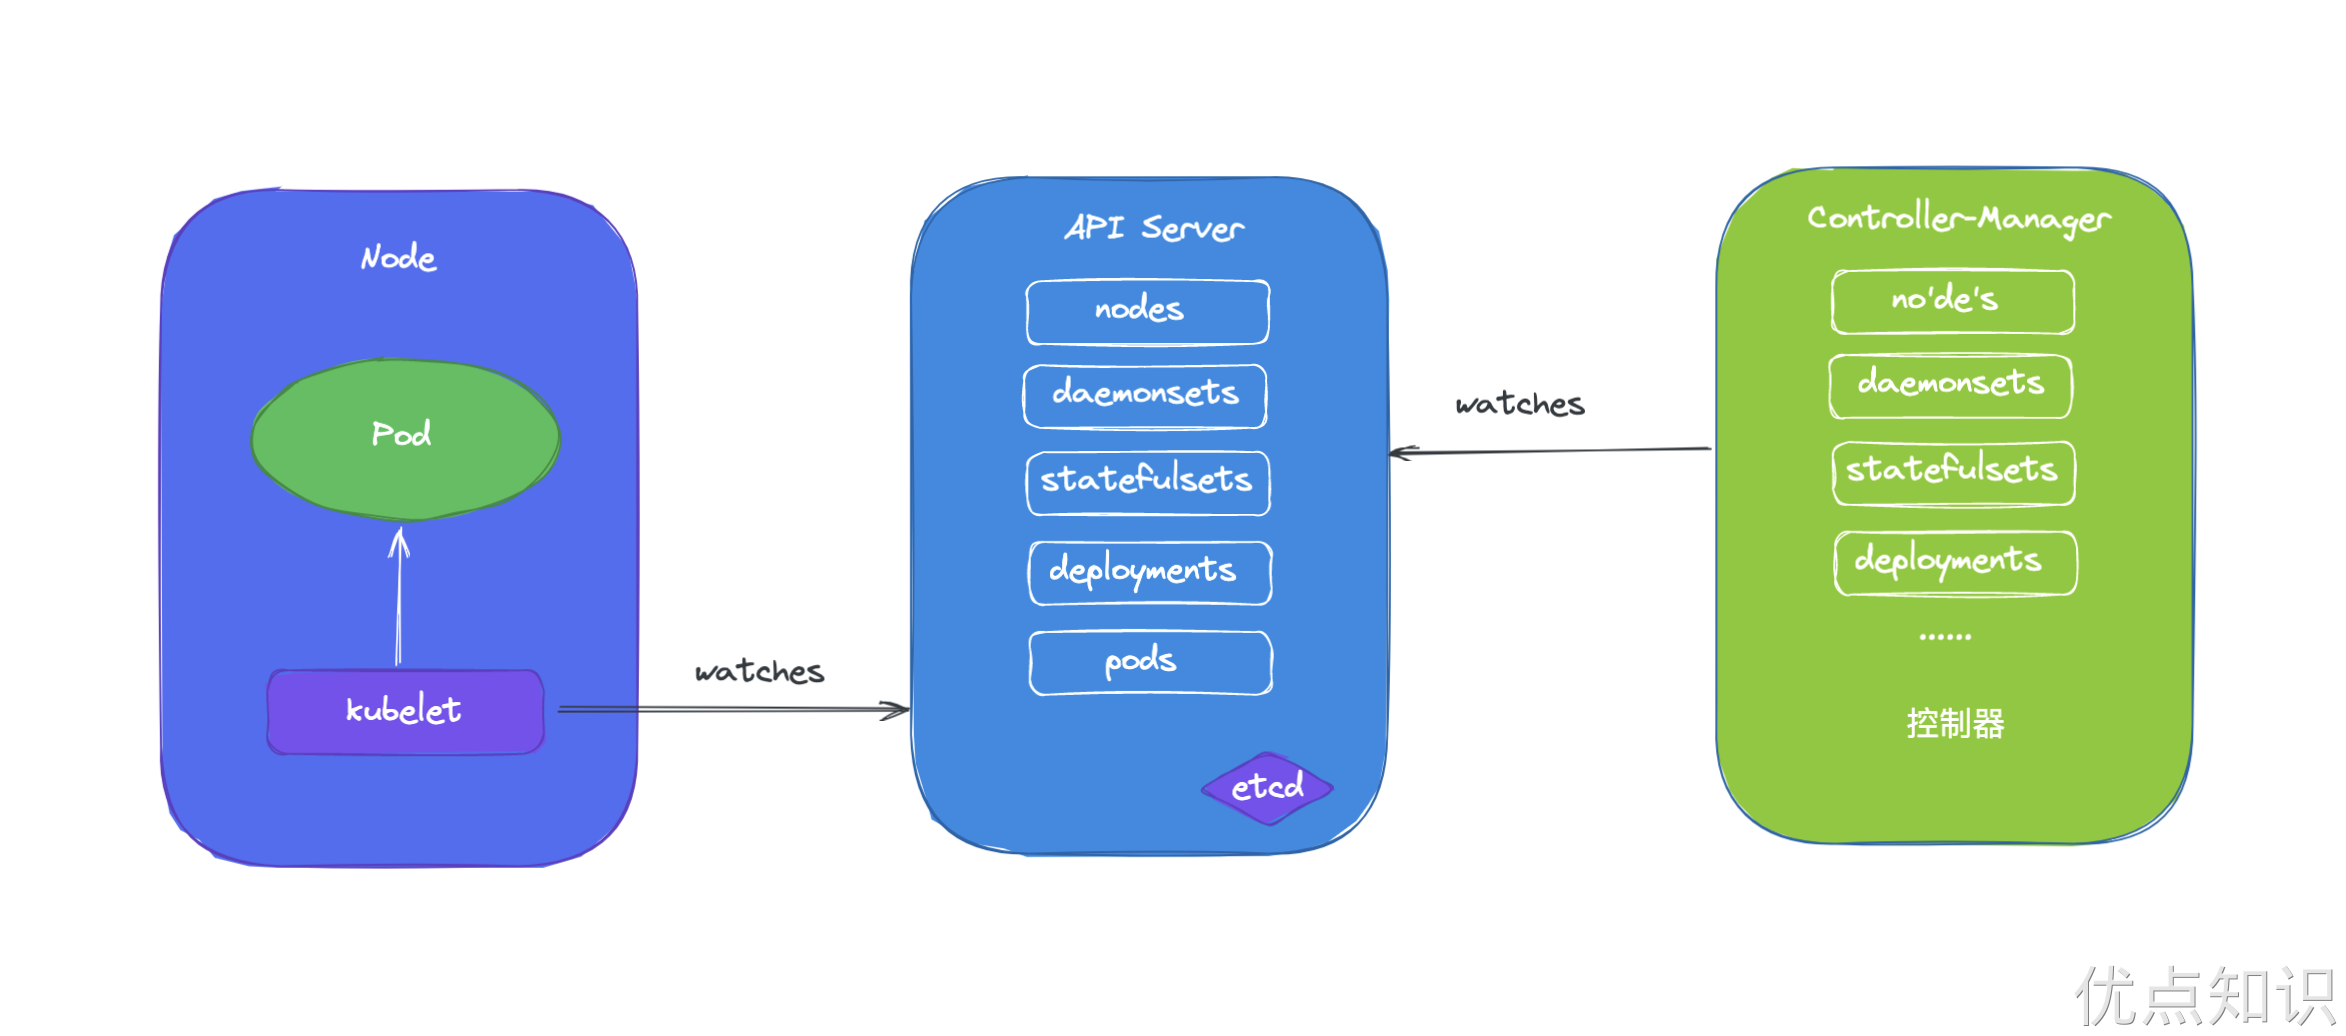 Node
Pod
kubelet
watches
API Server
nodes
daemonsets
statefulsets
deployments
pods
etcd
watches
Controller-Manager
no'de's
daemonsets
statefulsets
deployments
......
控制器
优点知识